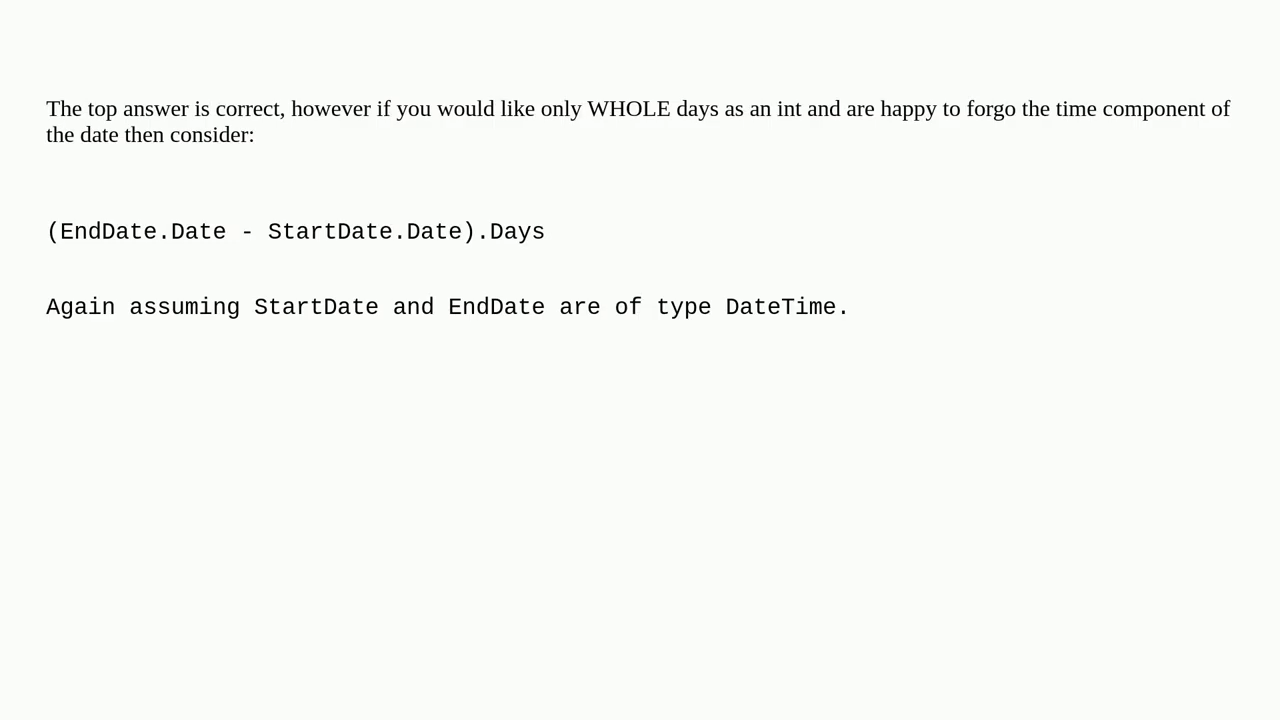 The top answer is correct, however if you would like only WHOLE days as an int and are happy to forgo the time component of
the date then consider:
(EndDate.Date - StartDate.Date).Days
Again assuming StartDate and EndDate are of type DateTime.